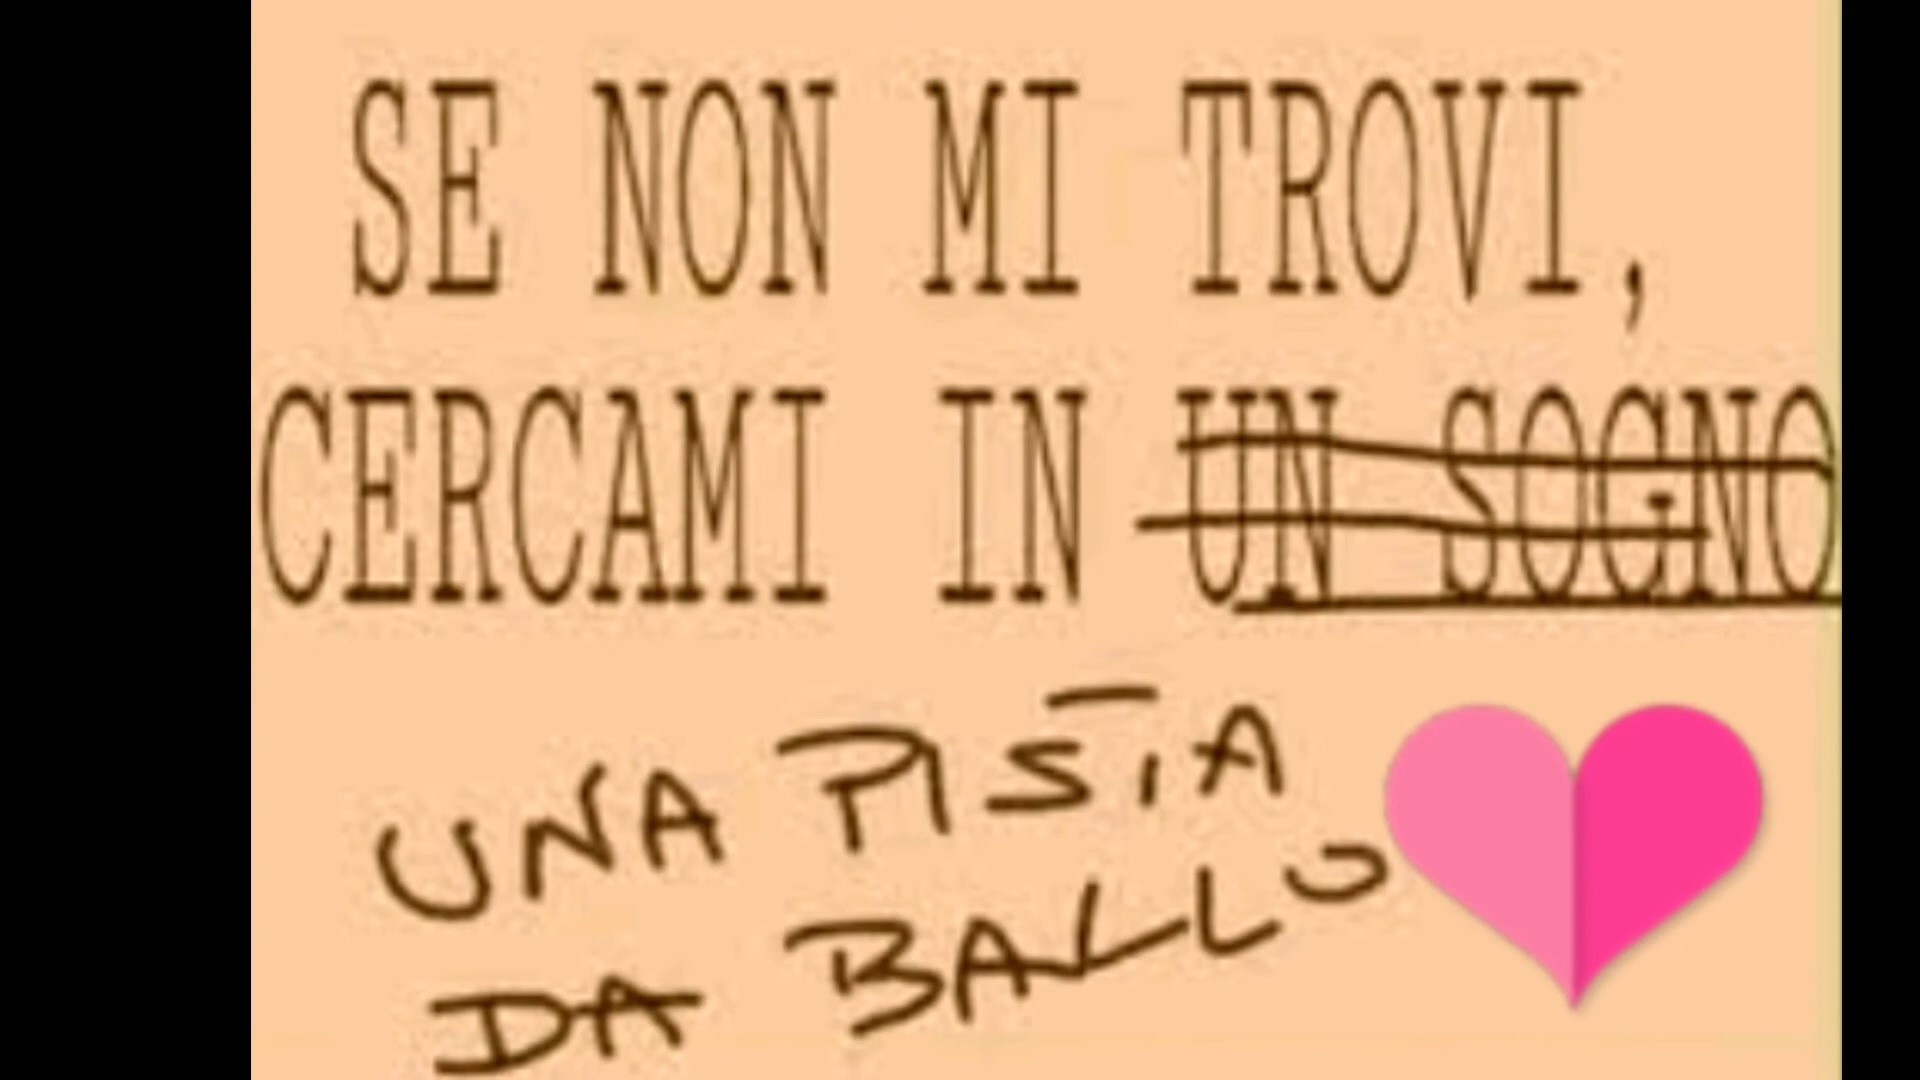 SE NON MI TROVI,
CERCAMI IN UN SOGNO
UNA PISTA
DA BALLO